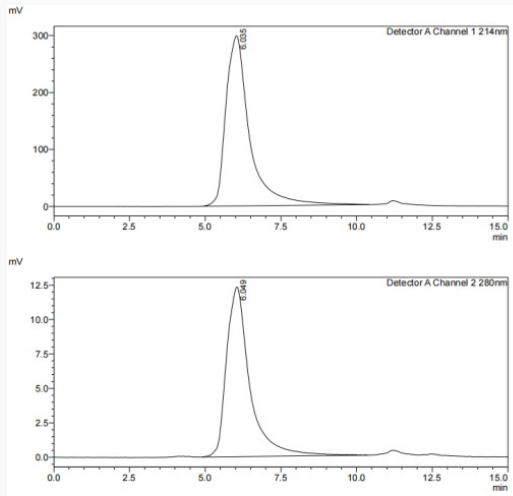 mV
Detector A Channel 1 214nm
300
6.035
200
100
0
0.0 2.5 5.0 7.5 10.0 12.5 15.0
min
mV
Detector A Channel 2 280nm
12.5
6.049
10.0
7.5
5.0
2.5
0.0
0.0 2.5 5.0 7.5 10.0 12.5 15.0
min